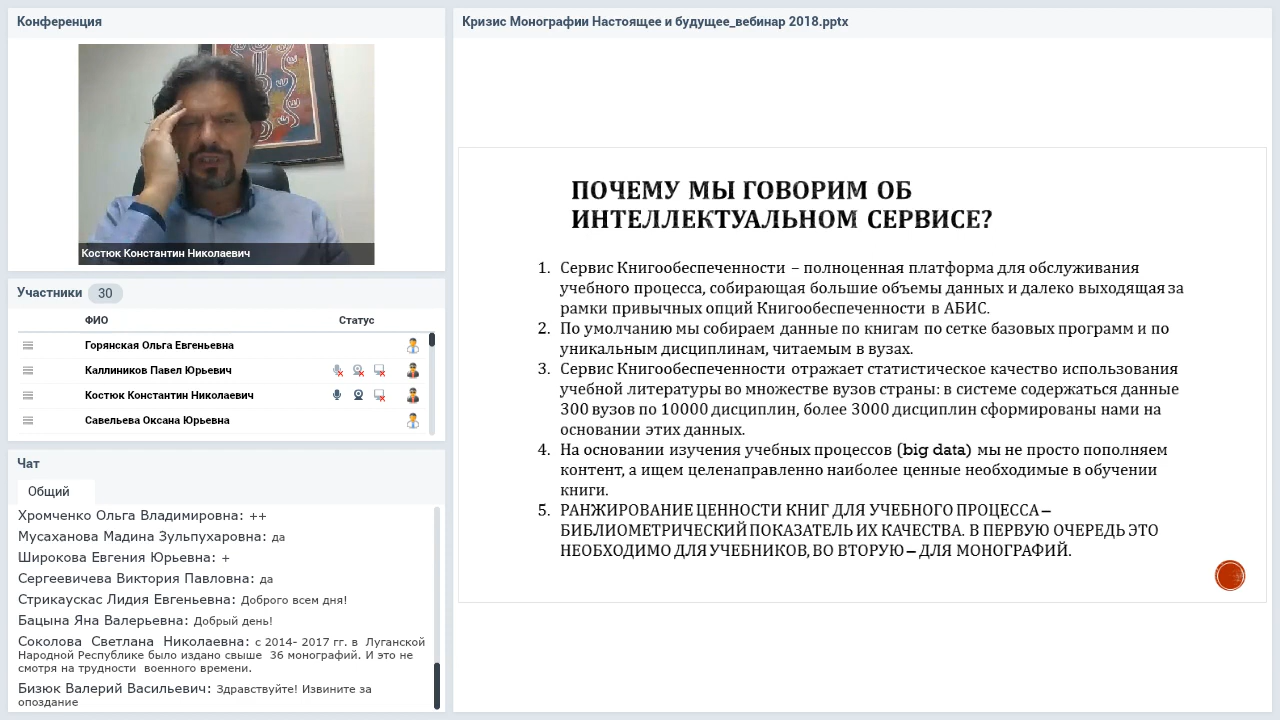 Конференция
Костюк Константин Николаевич
Участники 30
ФИО Статус
Горянская Ольга Евгеньевна
Каллиников Павел Юрьевич
Костюк Константин Николаевич
Савельева Оксана Юрьевна
Чат
Общий
Хромченко Ольга Владимировна: ++
Мусаханова Мадина Зульпухаровна: да
Широкова Евгения Юрьевна: +
Сергеевичева Виктория Павловна: да
Стрикаускас Лидия Евгеньевна: Доброго всем дня!
Бацына Яна Валерьевна: Добрый день!
Соколова Светлана Николаевна: с 2014- 2017 гг. в Луганской
Народной Республике было издано свыше 36 монографий. И это не
смотря на трудности военного времени.
Бизюк Валерий Васильевич: Здравствуйте! Извините за
опоздание
Кризис Монографии Настоящее и будущее_вебинар 2018.pptx
ПОЧЕМУ МЫ ГОВОРИМ ОБ
ИНТЕЛЛЕКТУАЛЬНОМ СЕРВИСЕ?
1. Сервис Книгообеспеченности – полноценная платформа для обслуживания
учебного процесса, собирающая большие объемы данных и далеко выходящая за
рамки привычных опций Книгообеспеченности в АБИС.
2. По умолчанию мы собираем данные по книгам по сетке базовых программ и по
уникальным дисциплинам, читаемым в вузах.
3. Сервис Книгообеспеченности отражает статистическое качество использования
учебной литературы во множестве вузов страны: в системе содержаться данные
300 вузов по 10000 дисциплин, более 3000 дисциплин сформированы нами на
основании этих данных.
4. На основании изучения учебных процессов (big data) мы не просто пополняем
контент, а ищем целенаправленно наиболее ценные необходимые в обучении
книги.
5. РАНЖИРОВАНИЕ ЦЕННОСТИ КНИГ ДЛЯ УЧЕБНОГО ПРОЦЕССА –
БИБЛИОМЕТРИЧЕСКИЙ ПОКАЗАТЕЛЬ ИХ КАЧЕСТВА. В ПЕРВУЮ ОЧЕРЕДЬ ЭТО
НЕОБХОДИМО ДЛЯ УЧЕБНИКОВ, ВО ВТОРУЮ – ДЛЯ МОНОГРАФИЙ.